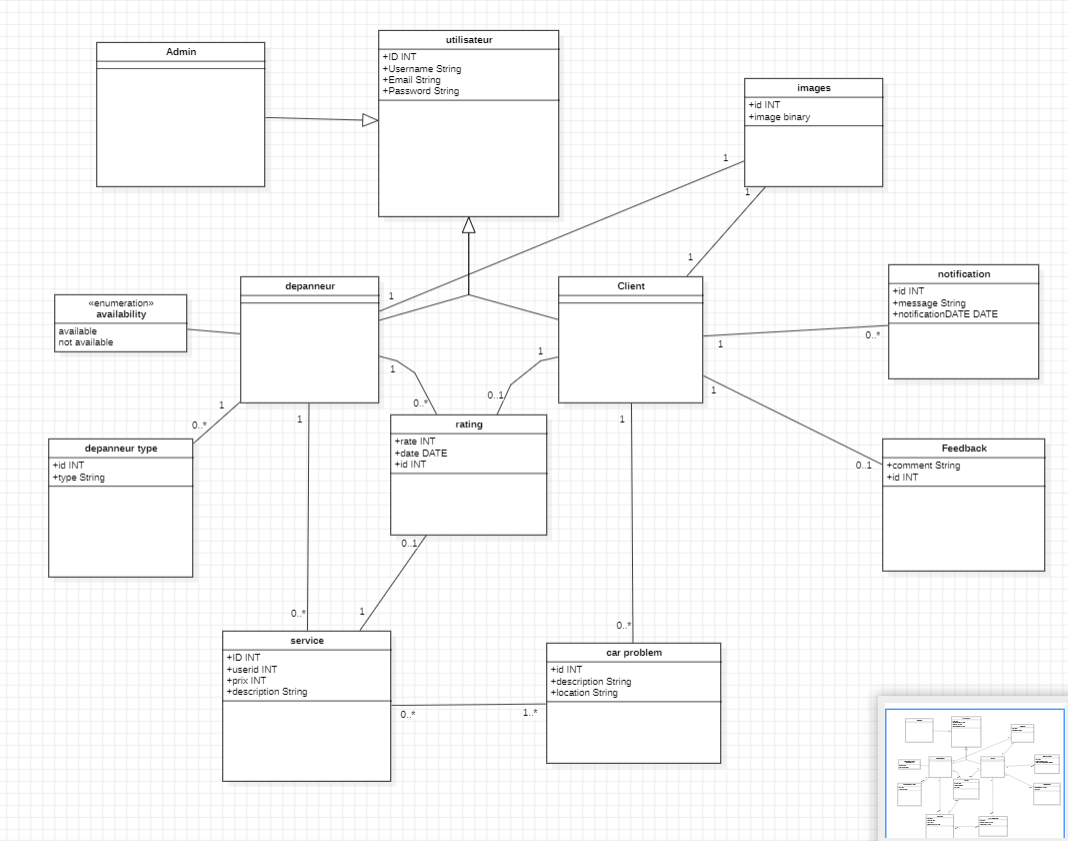 Admin
utilisateur
+ID INT
+Username String
+Email String
+Password String
images
+id INT
+image binary
1
1
1
1
depanneur
Client
notification
+id INT
+message String
+notificationDATE DATE
«enumeration»
availability
available
not available
1
0..*
1
1
1
0..*
0..1
1
0..*
rating
+rate INT
+date DATE
+id INT
1
1
0..1
depanneur type
+id INT
+type String
Feedback
+comment String
+id INT
0..1
1
0..*
0..*
service
+ID INT
+userid INT
+prix INT
+description String
car problem
+id INT
+description String
+location String
0..*
1..*